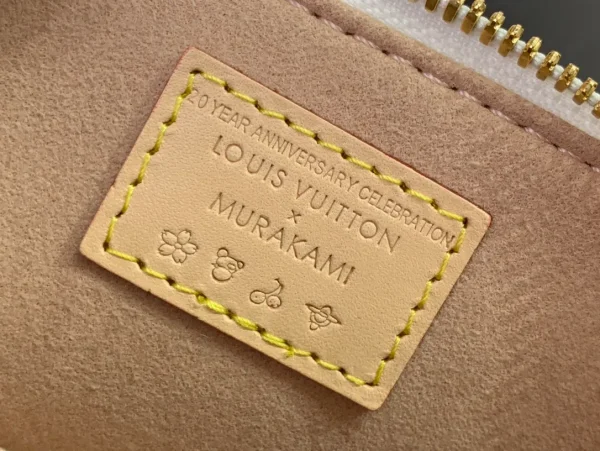 20 YEAR ANNIVERSARY CELEBRATION
LOUIS VUITTON
×
MURAKAMI